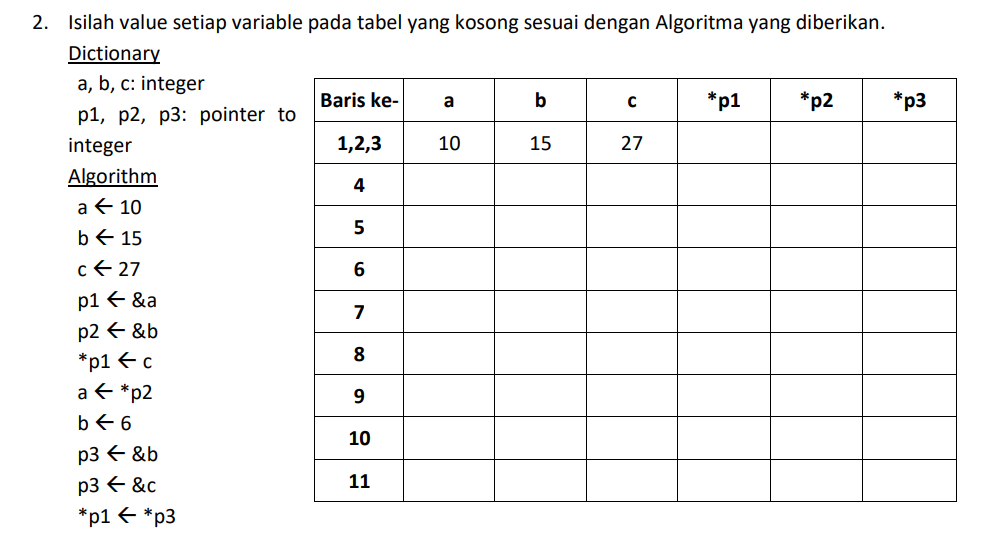 2. Isilah value setiap variable pada tabel yang kosong sesuai dengan Algoritma yang diberikan.
Dictionary
a, b, c: integer
p1, p2, p3: pointer to
integer
Algorithm
a ← 10
b ← 15
c ← 27
p1 ← &a
p2 ← &b
*p1 ← c
a ← *p2
b ← 6
p3 ← &b
p3 ← &c
*p1 ← *p3
Baris ke- a b c *p1 *p2 *p3
1,2,3 10 15 27
4
5
6
7
8
9
10
11